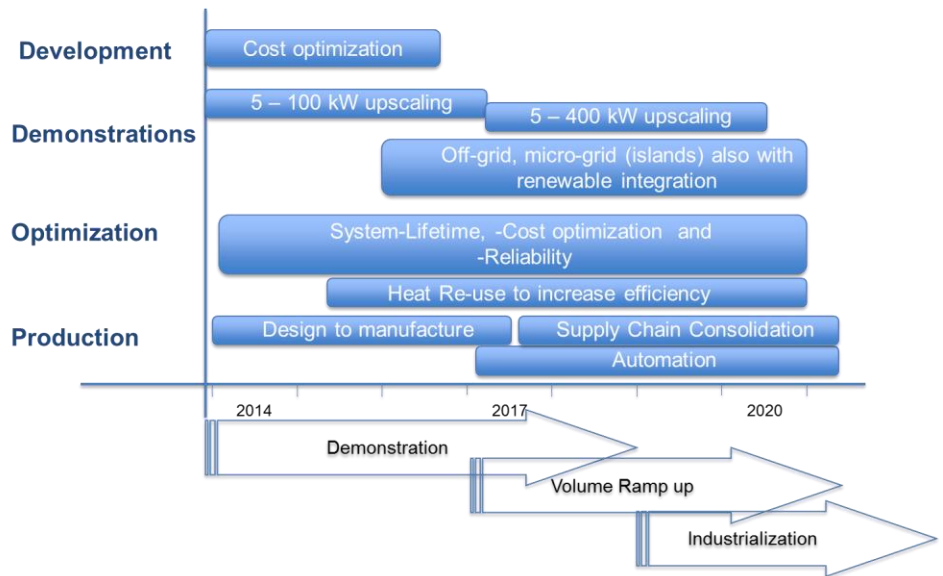 Development
Cost optimization
5 – 100 kW upscaling
5 – 400 kW upscaling
Demonstrations
Off-grid, micro-grid (islands) also with
renewable integration
Optimization
System-Lifetime, -Cost optimization and
-Reliability
Heat Re-use to increase efficiency
Production
Design to manufacture
Supply Chain Consolidation
Automation
2014
2017
2020
Demonstration
Volume Ramp up
Industrialization